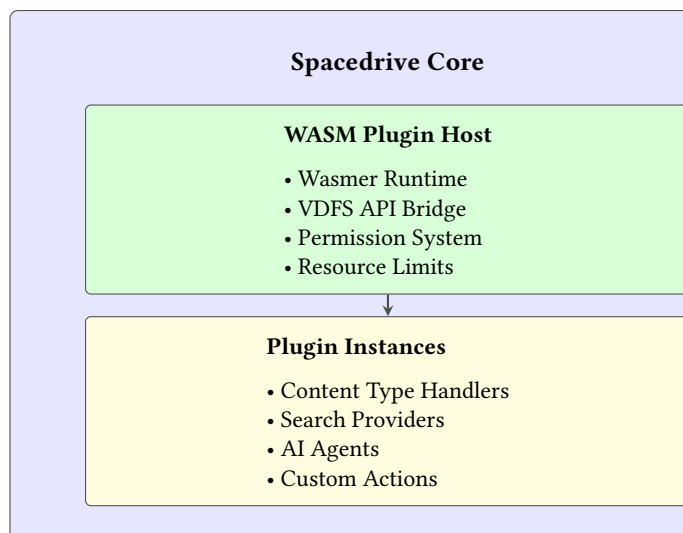 Spacedrive Core
WASM Plugin Host
• Wasmer Runtime
• VDFS API Bridge
• Permission System
• Resource Limits
Plugin Instances
• Content Type Handlers
• Search Providers
• AI Agents
• Custom Actions